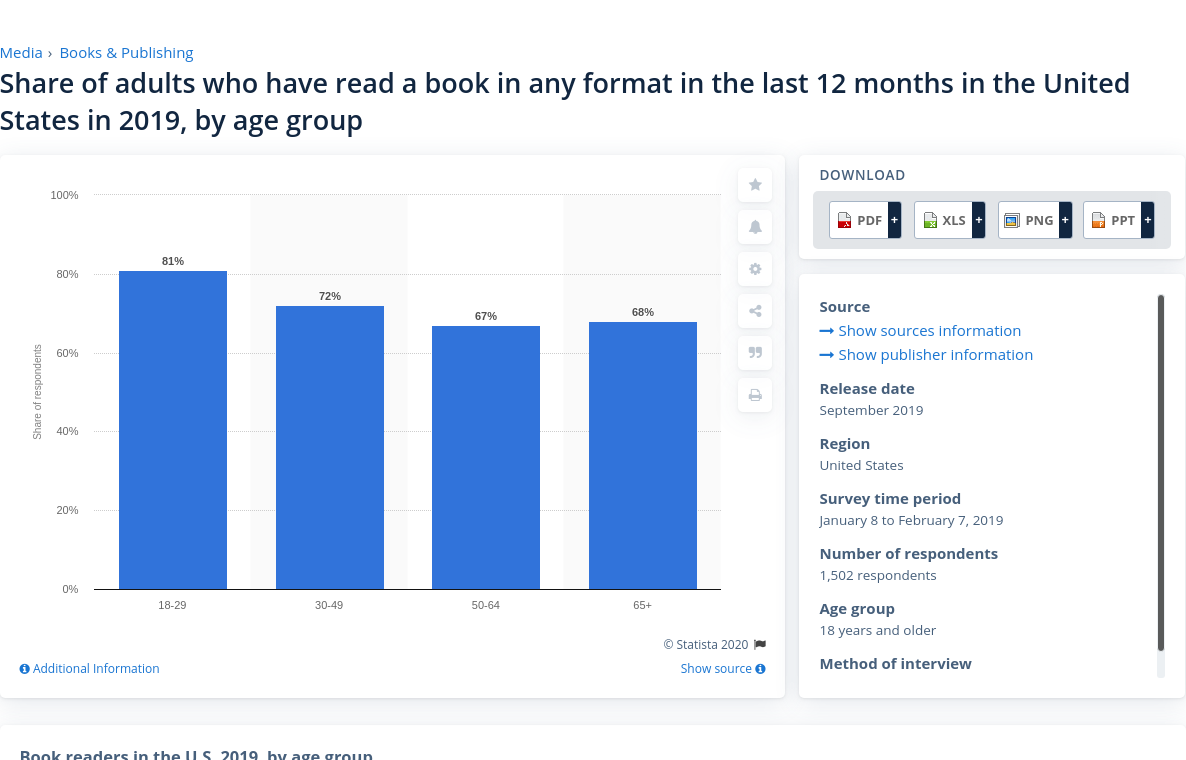 Media › Books & Publishing
Share of adults who have read a book in any format in the last 12 months in the United
States in 2019, by age group
100%
80%
60%
40%
20%
0%
Share of respondents
81%
72%
67%
68%
18-29
30-49
50-64
65+
© Statista 2020
Additional Information
Show source
DOWNLOAD
PDF +
XLS +
PNG +
PPT +
Source
Show sources information
Show publisher information
Release date
September 2019
Region
United States
Survey time period
January 8 to February 7, 2019
Number of respondents
1,502 respondents
Age group
18 years and older
Method of interview
Book readers in the U.S. 2019, by age group